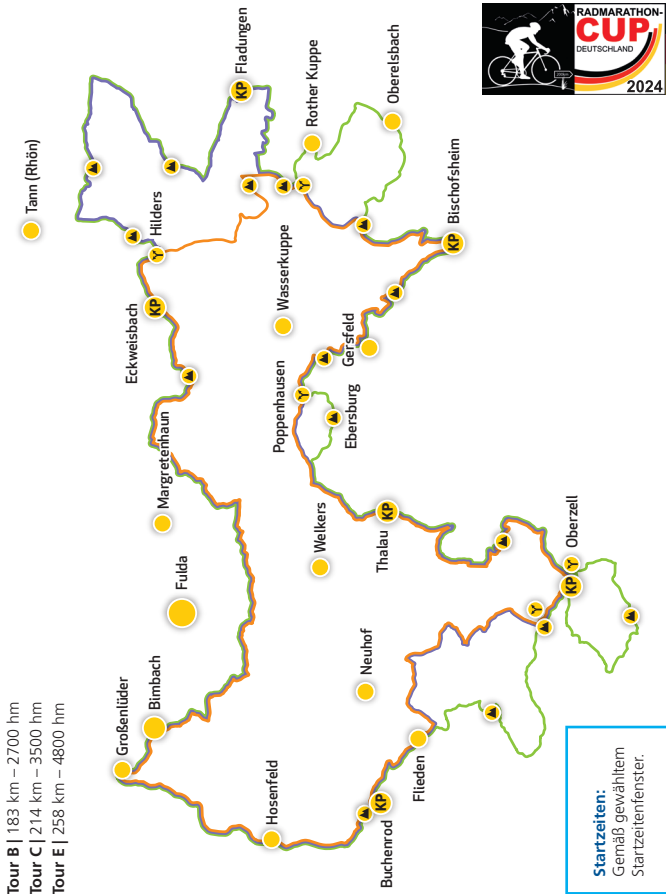 Tour B | 183 km – 2700 hm
Tour C | 214 km – 3500 hm
Tour E | 258 km – 4800 hm
RADMARATHON-
CUP
DEUTSCHLAND
2024
Tann (Rhön)
Fladungen
KP
Hilders
Rother Kuppe
Oberelsbach
Eckweisbach
KP
Wasserkuppe
Bischofsheim
KP
Gersfeld
Poppenhausen
Ebersburg
Margretenhaun
Fulda
Welkers
Thalau
KP
Oberzell
KP
Großenlüder
Bimbach
Neuhof
Flieden
Hosenfeld
Buchenrod
KP
Startzeiten:
Gemäß gewähltem
Startzeitenfenster.